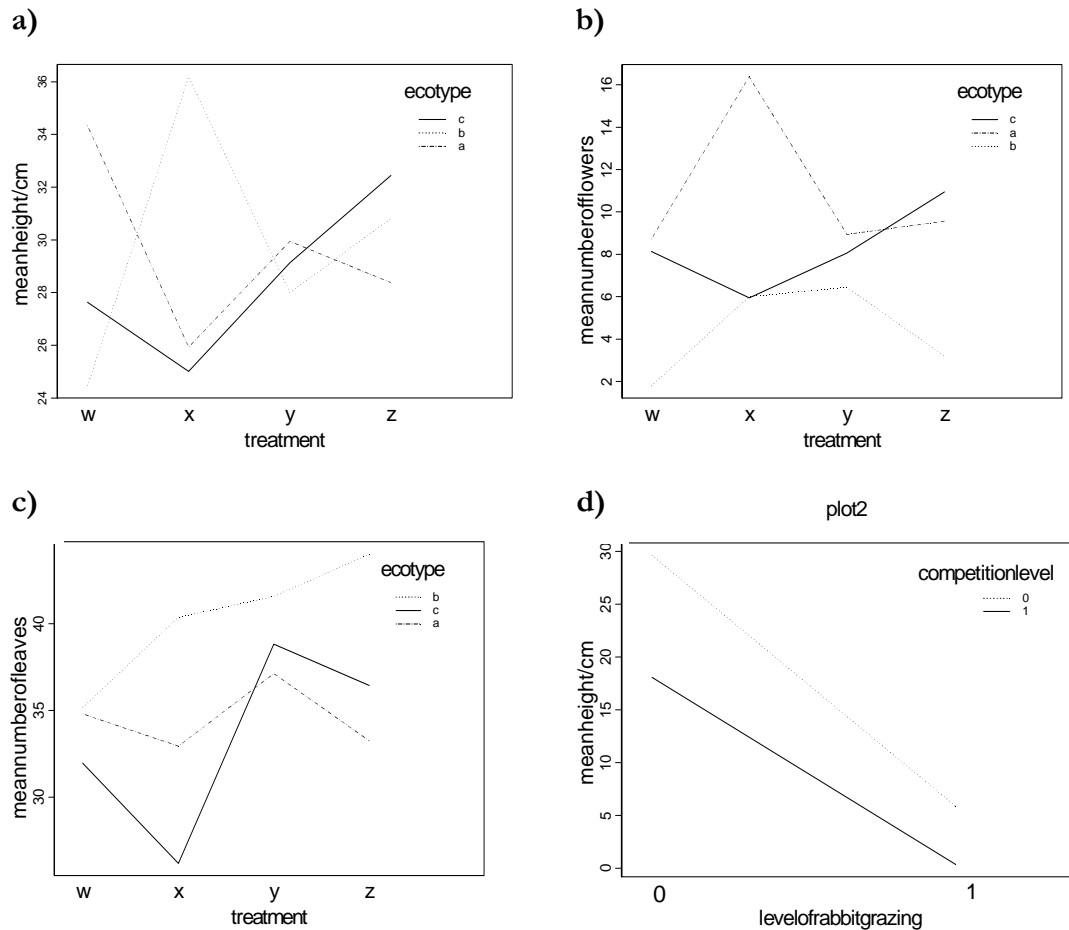 a)
meanheight/cm
36
34
32
30
28
26
24
ecotype
c
b
a
w x y z
treatment
b)
meannumberofflowers
16
14
12
10
8
6
4
2
ecotype
c
a
b
w x y z
treatment
c)
meannumberofleaves
40
35
30
ecotype
b
c
a
w x y z
treatment
d)
plot2
meanheight/cm
30
25
20
15
10
5
0
competitionlevel
0
1
0 1
levelofrabbitgrazing